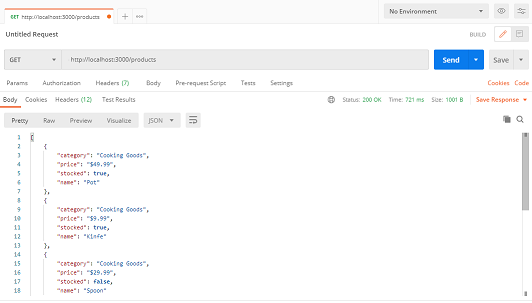 GET http://localhost:3000/products + ooo No Environment
Untitled Request BUILD
GET http://localhost:3000/products Send Save
Params Authorization Headers (7) Body Pre-request Script Tests Settings Cookies Code
Body Cookies Headers (12) Test Results Status: 200 OK Time: 721 ms Size: 1001 B Save Response
Pretty Raw Preview Visualize JSON
1 [
2 {
3 "category": "Cooking Goods",
4 "price": "$49.99",
5 "stocked": true,
6 "name": "Pot"
7 },
8 {
9 "category": "Cooking Goods",
10 "price": "$9.99",
11 "stocked": true,
12 "name": "Kinfe"
13 },
14 {
15 "category": "Cooking Goods",
16 "price": "$29.99",
17 "stocked": false,
18 "name": "Spoon"